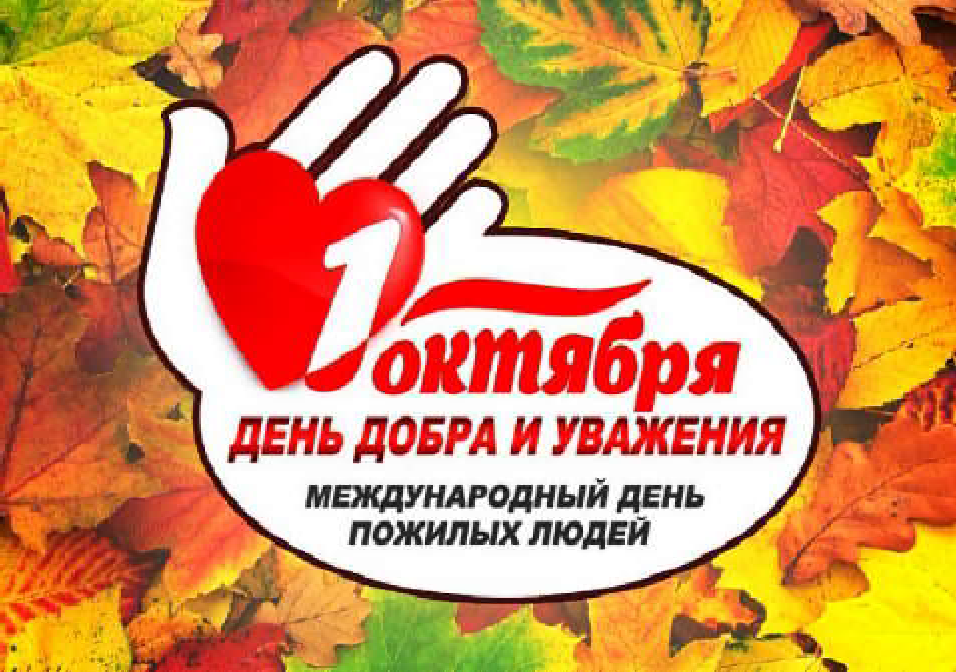 1 октября
ДЕНЬ ДОБРА И УВАЖЕНИЯ
МЕЖДУНАРОДНЫЙ ДЕНЬ
ПОЖИЛЫХ ЛЮДЕЙ